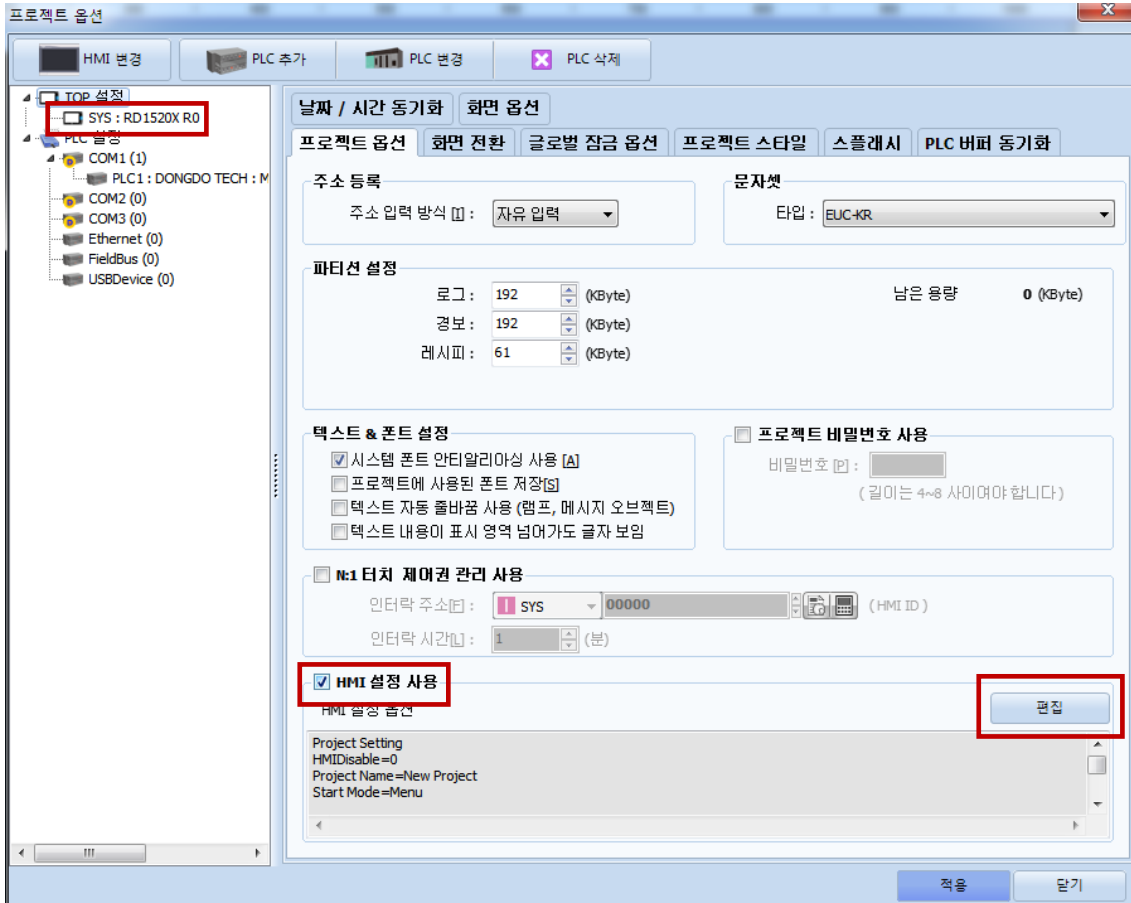 프로젝트 옵션
HMI 변경
PLC 추가
PLC 변경
PLC 삭제
TOP 설정
SYS : RD1520X R0
PLC 설정
COM1 (1)
PLC1 : DONGDO TECH : M
COM2 (0)
COM3 (0)
Ethernet (0)
FieldBus (0)
USBDevice (0)
날짜 / 시간 동기화
화면 옵션
프로젝트 옵션
화면 전환
글로벌 잠금 옵션
프로젝트 스타일
스플래시
PLC 버퍼 동기화
주소 등록
주소 입력 방식 [I] : 자유 입력
문자셋
타입 : EUC-KR
파티션 설정
로그 : 192 (KByte)
남은 용량 0 (KByte)
경보 : 192 (KByte)
레시피 : 61 (KByte)
텍스트 & 폰트 설정
시스템 폰트 안티알리아싱 사용 [A]
프로젝트에 사용된 폰트 저장[S]
텍스트 자동 줄바꿈 사용 (램프, 메시지 오브젝트)
텍스트 내용이 표시 영역 넘어가도 글자 보임
프로젝트 비밀번호 사용
비밀번호 [P] :
( 길이는 4~8 사이여야 합니다 )
N:1 터치 제어권 관리 사용
인터락 주소[F] : SYS 00000 ( HMI ID )
인터락 시간[L] : 1 (분)
HMI 설정 사용
HMI 설정 옵션
편집
Project Setting
HMIDisable=0
Project Name=New Project
Start Mode=Menu
적용
닫기